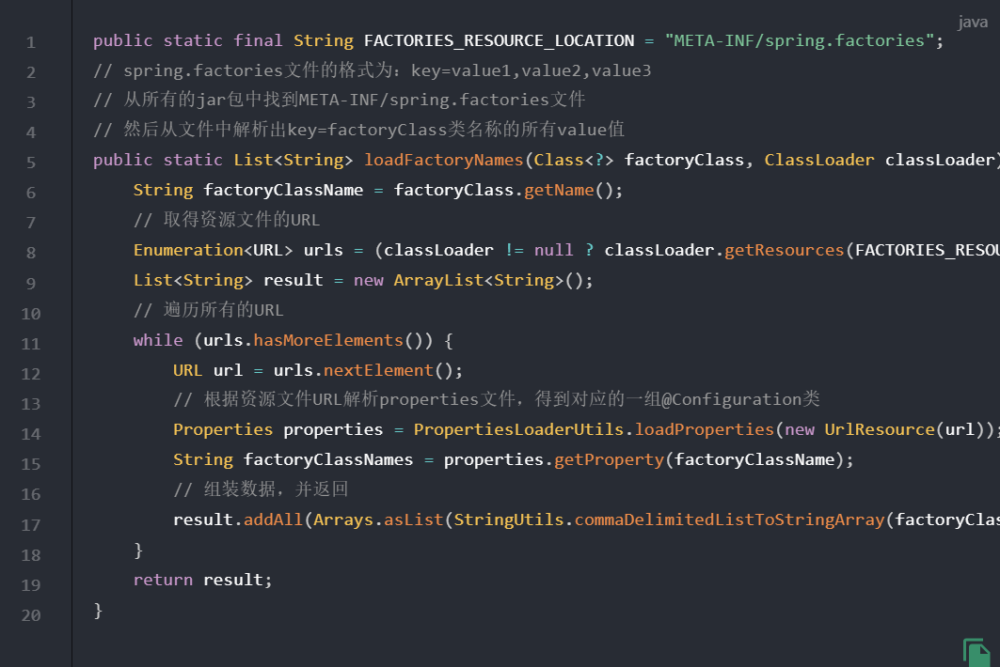 java
1 public static final String FACTORIES_RESOURCE_LOCATION = "META-INF/spring.factories";
2 // spring.factories文件的格式为：key=value1,value2,value3
3 // 从所有的jar包中找到META-INF/spring.factories文件
4 // 然后从文件中解析出key=factoryClass类名称的所有value值
5 public static List<String> loadFactoryNames(Class<?> factoryClass, ClassLoader classLoader)
6     String factoryClassName = factoryClass.getName();
7     // 取得资源文件的URL
8     Enumeration<URL> urls = (classLoader != null ? classLoader.getResources(FACTORIES_RESOU
9     List<String> result = new ArrayList<String>();
10     // 遍历所有的URL
11     while (urls.hasMoreElements()) {
12         URL url = urls.nextElement();
13         // 根据资源文件URL解析properties文件，得到对应的一组@Configuration类
14         Properties properties = PropertiesLoaderUtils.loadProperties(new UrlResource(url));
15         String factoryClassNames = properties.getProperty(factoryClassName);
16         // 组装数据，并返回
17         result.addAll(Arrays.asList(StringUtils.commaDelimitedListToStringArray(factoryClas
18     }
19     return result;
20 }